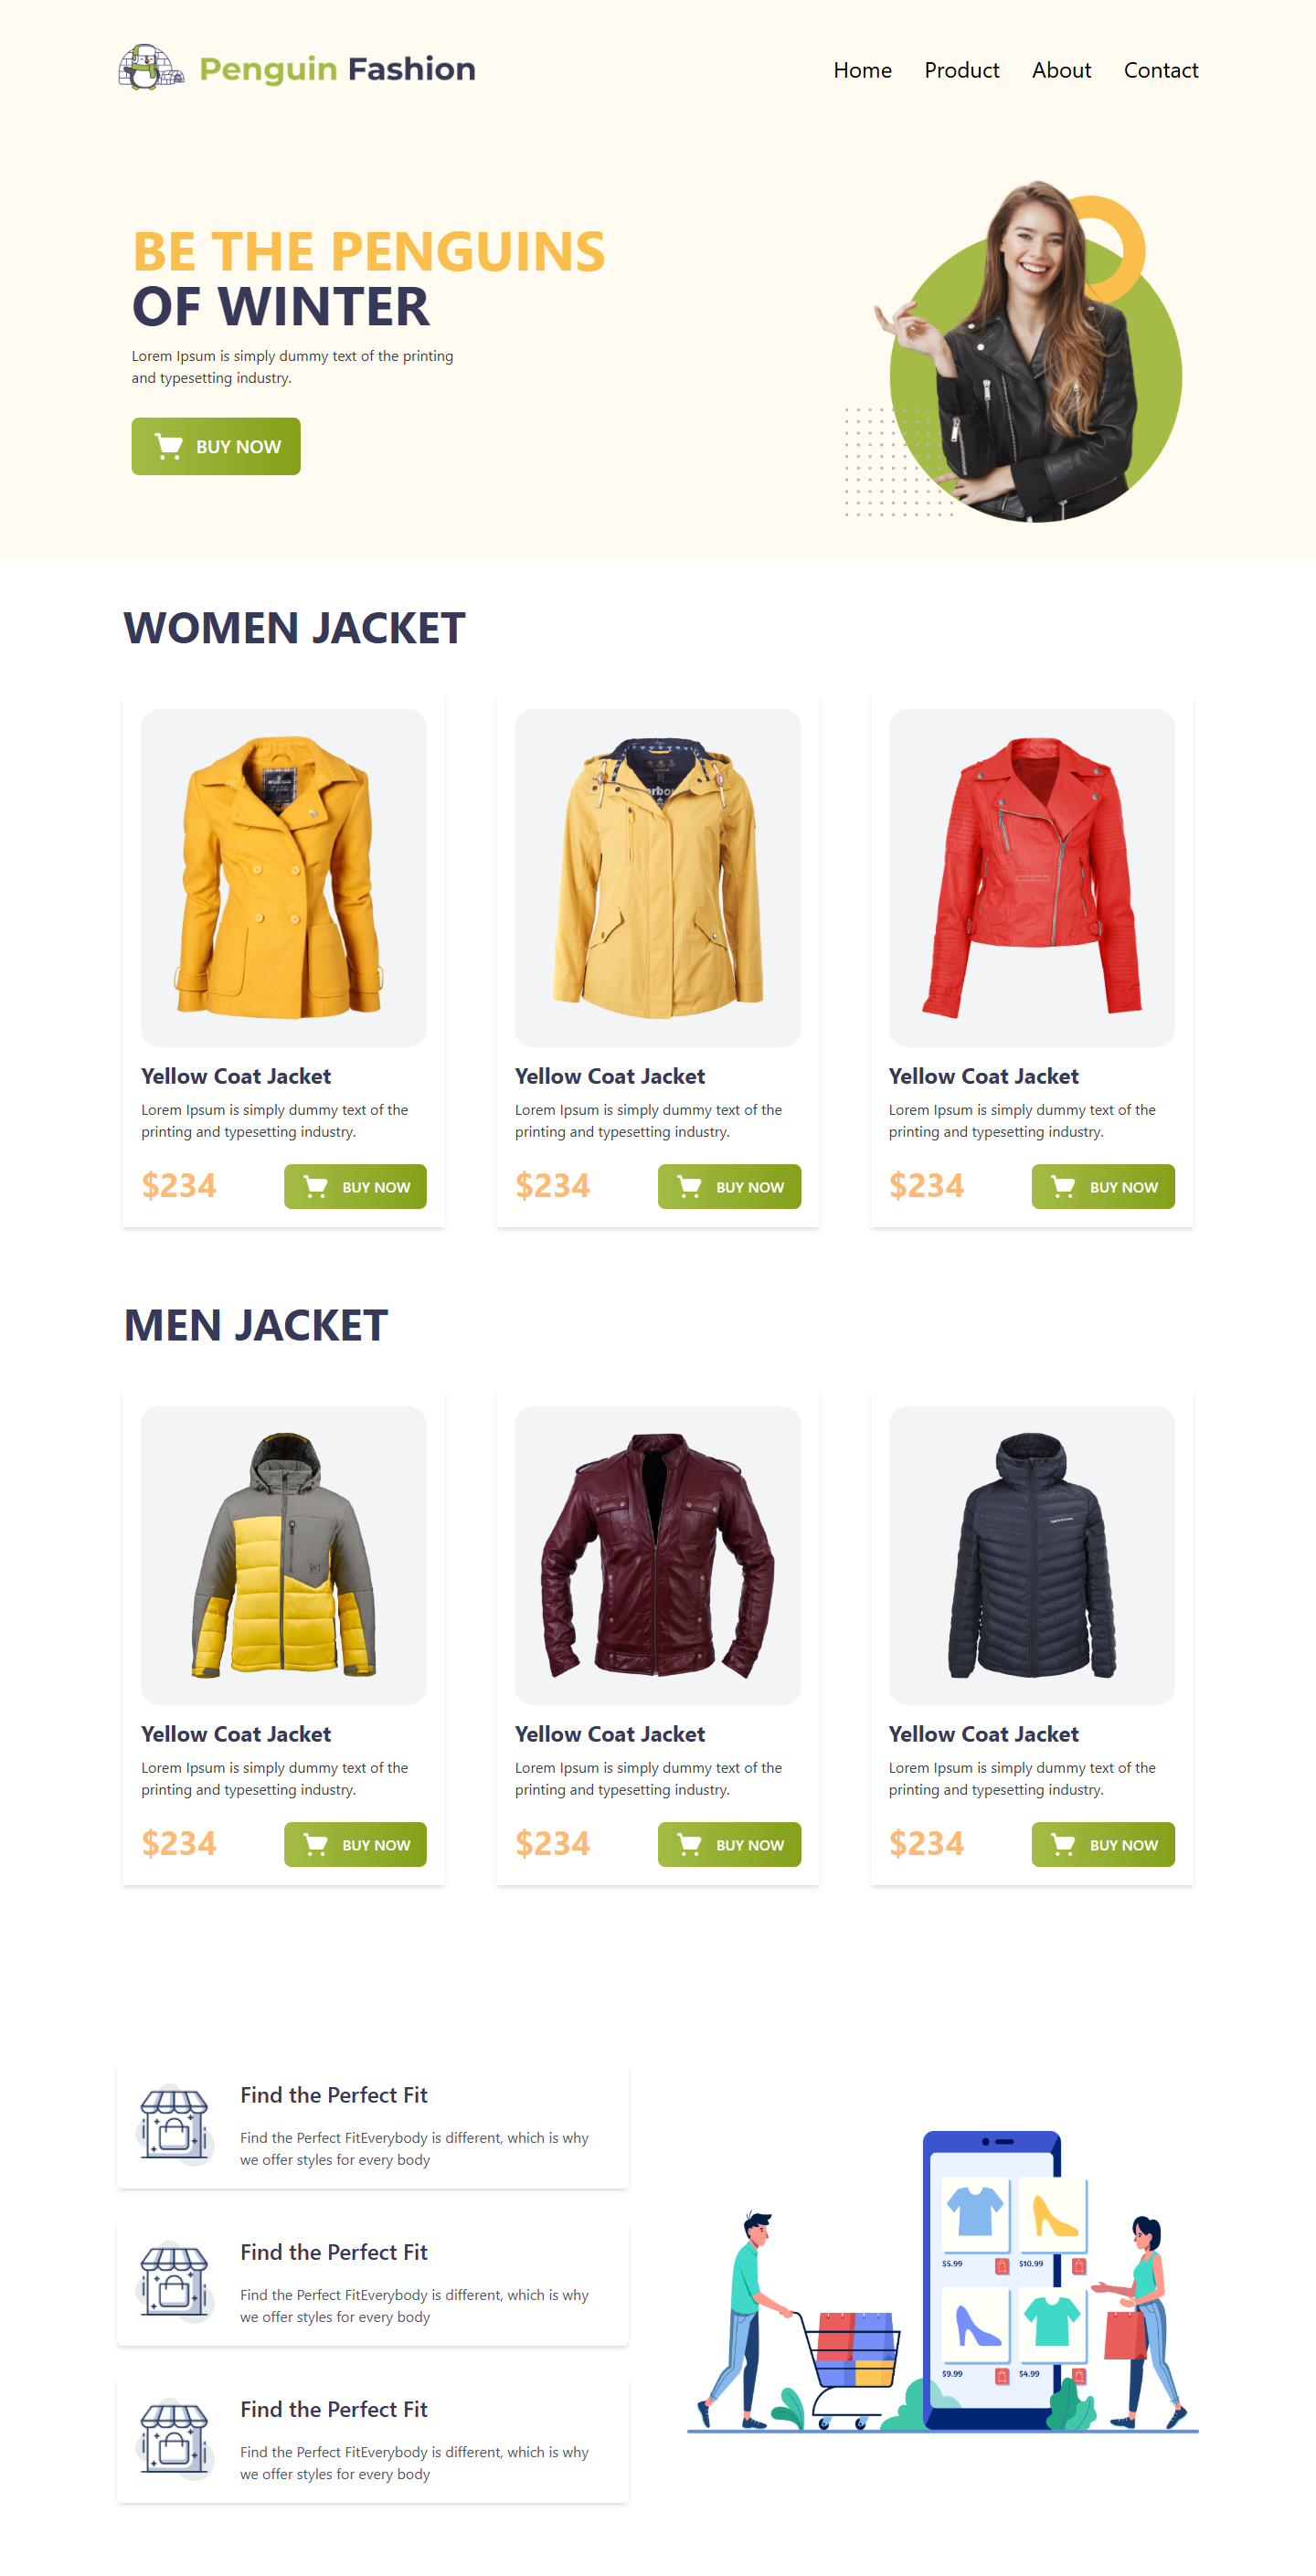 Penguin Fashion
Home Product About Contact
BE THE PENGUINS
OF WINTER
Lorem Ipsum is simply dummy text of the printing
and typesetting industry.
BUY NOW
WOMEN JACKET
Yellow Coat Jacket
Lorem Ipsum is simply dummy text of the
printing and typesetting industry.
$234 BUY NOW
Yellow Coat Jacket
Lorem Ipsum is simply dummy text of the
printing and typesetting industry.
$234 BUY NOW
Yellow Coat Jacket
Lorem Ipsum is simply dummy text of the
printing and typesetting industry.
$234 BUY NOW
MEN JACKET
Yellow Coat Jacket
Lorem Ipsum is simply dummy text of the
printing and typesetting industry.
$234 BUY NOW
Yellow Coat Jacket
Lorem Ipsum is simply dummy text of the
printing and typesetting industry.
$234 BUY NOW
Yellow Coat Jacket
Lorem Ipsum is simply dummy text of the
printing and typesetting industry.
$234 BUY NOW
Find the Perfect Fit
Find the Perfect FitEverybody is different, which is why
we offer styles for every body
Find the Perfect Fit
Find the Perfect FitEverybody is different, which is why
we offer styles for every body
Find the Perfect Fit
Find the Perfect FitEverybody is different, which is why
we offer styles for every body
$5.99 $10.99
$9.99 $4.99